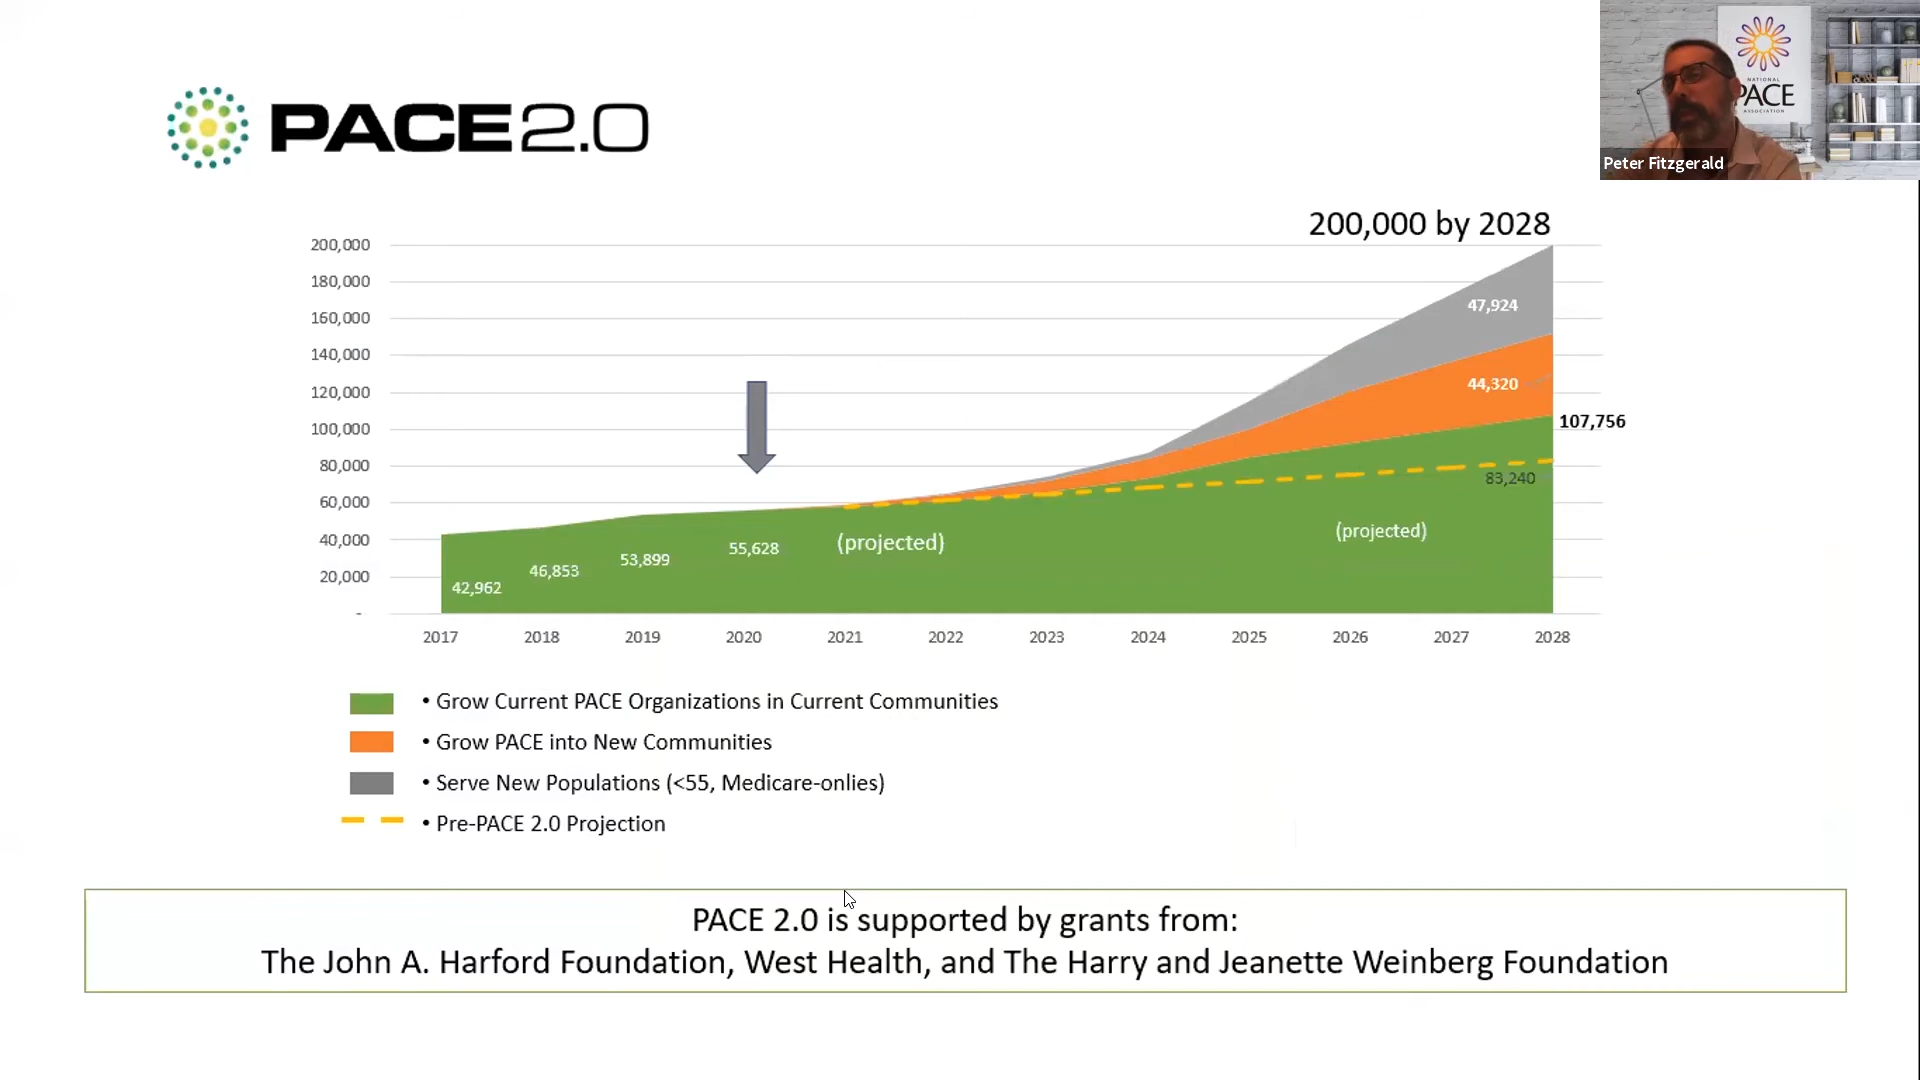 NATIONAL
PACE
ASSOCIATION
Peter Fitzgerald
PACE2.0
200,000 by 2028
200,000
180,000
160,000
140,000
120,000
100,000
80,000
60,000
40,000
20,000
-
47,924
44,320
107,756
83,240
(projected)
(projected)
55,628
53,899
46,853
42,962
2017 2018 2019 2020 2021 2022 2023 2024 2025 2026 2027 2028
• Grow Current PACE Organizations in Current Communities
• Grow PACE into New Communities
• Serve New Populations (<55, Medicare-onlies)
• Pre-PACE 2.0 Projection
PACE 2.0 is supported by grants from:
The John A. Harford Foundation, West Health, and The Harry and Jeanette Weinberg Foundation